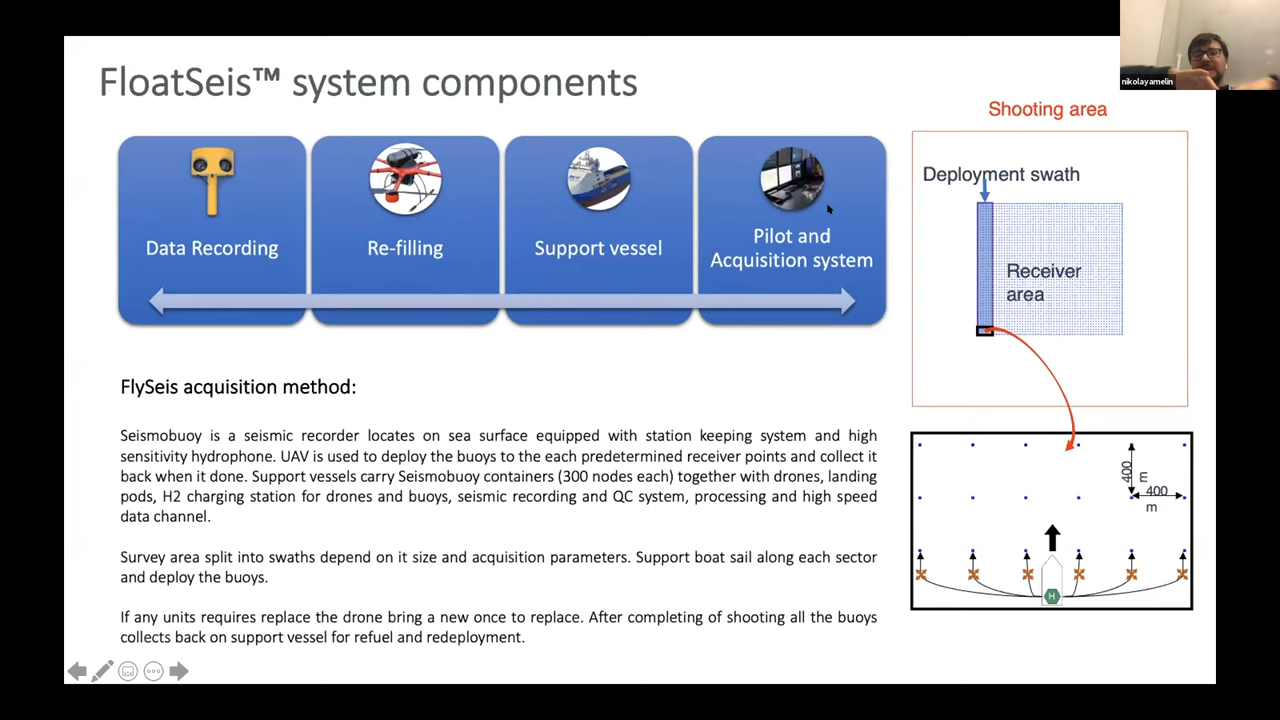 FloatSeis™ system components
nikolay amelin
Data Recording
Re-filling
Support vessel
Pilot and
Acquisition system
Shooting area
Deployment swath
Receiver
area
FlySeis acquisition method:
Seismobuoy is a seismic recorder locates on sea surface equipped with station keeping system and high
sensitivity hydrophone. UAV is used to deploy the buoys to the each predetermined receiver points and collect it
back when it done. Support vessels carry Seismobuoy containers (300 nodes each) together with drones, landing
pods, H2 charging station for drones and buoys, seismic recording and QC system, processing and high speed
data channel.
Survey area split into swaths depend on it size and acquisition parameters. Support boat sail along each sector
and deploy the buoys.
If any units requires replace the drone bring a new once to replace. After completing of shooting all the buoys
collects back on support vessel for refuel and redeployment.
400
m
400
m
H